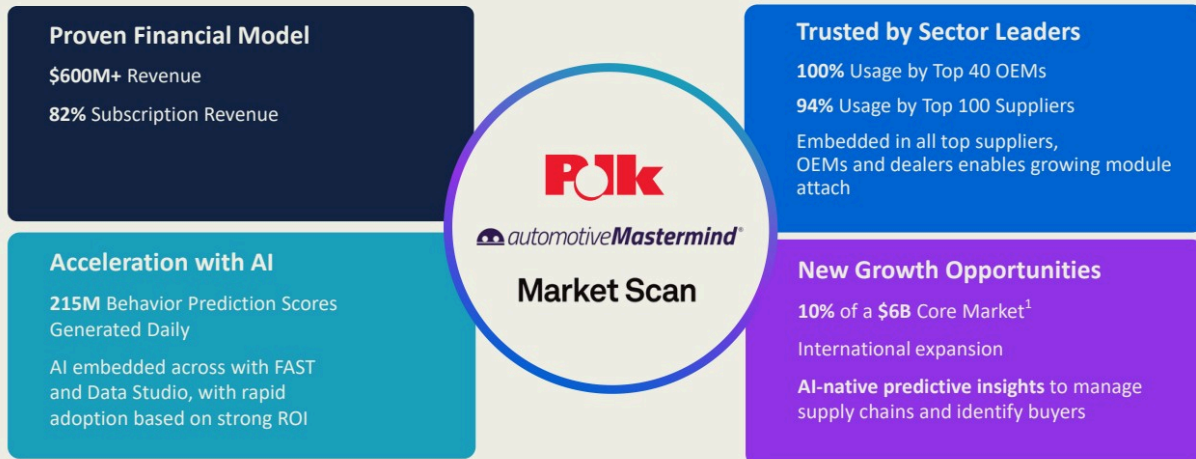 Proven Financial Model
$600M+ Revenue
82% Subscription Revenue
Trusted by Sector Leaders
100% Usage by Top 40 OEMs
94% Usage by Top 100 Suppliers
Embedded in all top suppliers,
OEMs and dealers enables growing module
attach
Polk
automotiveMastermind®
Market Scan
Acceleration with AI
215M Behavior Prediction Scores
Generated Daily
AI embedded across with FAST
and Data Studio, with rapid
adoption based on strong ROI
New Growth Opportunities
10% of a $6B Core Market¹
International expansion
AI-native predictive insights to manage
supply chains and identify buyers